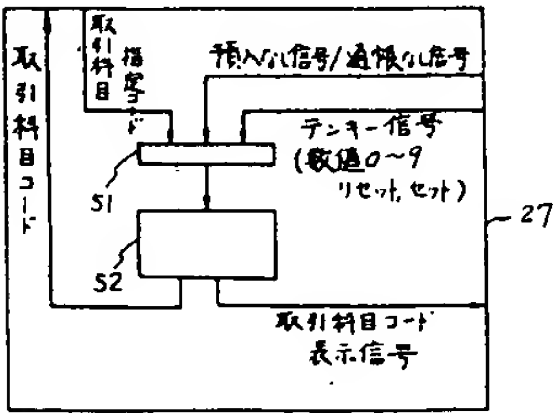 取引科目
指定コード
取引科目コード
預入なし信号/通帳なし信号
テンキー信号
(数値0~9
リセット,セット)
51
52
27
取引科目コード
表示信号